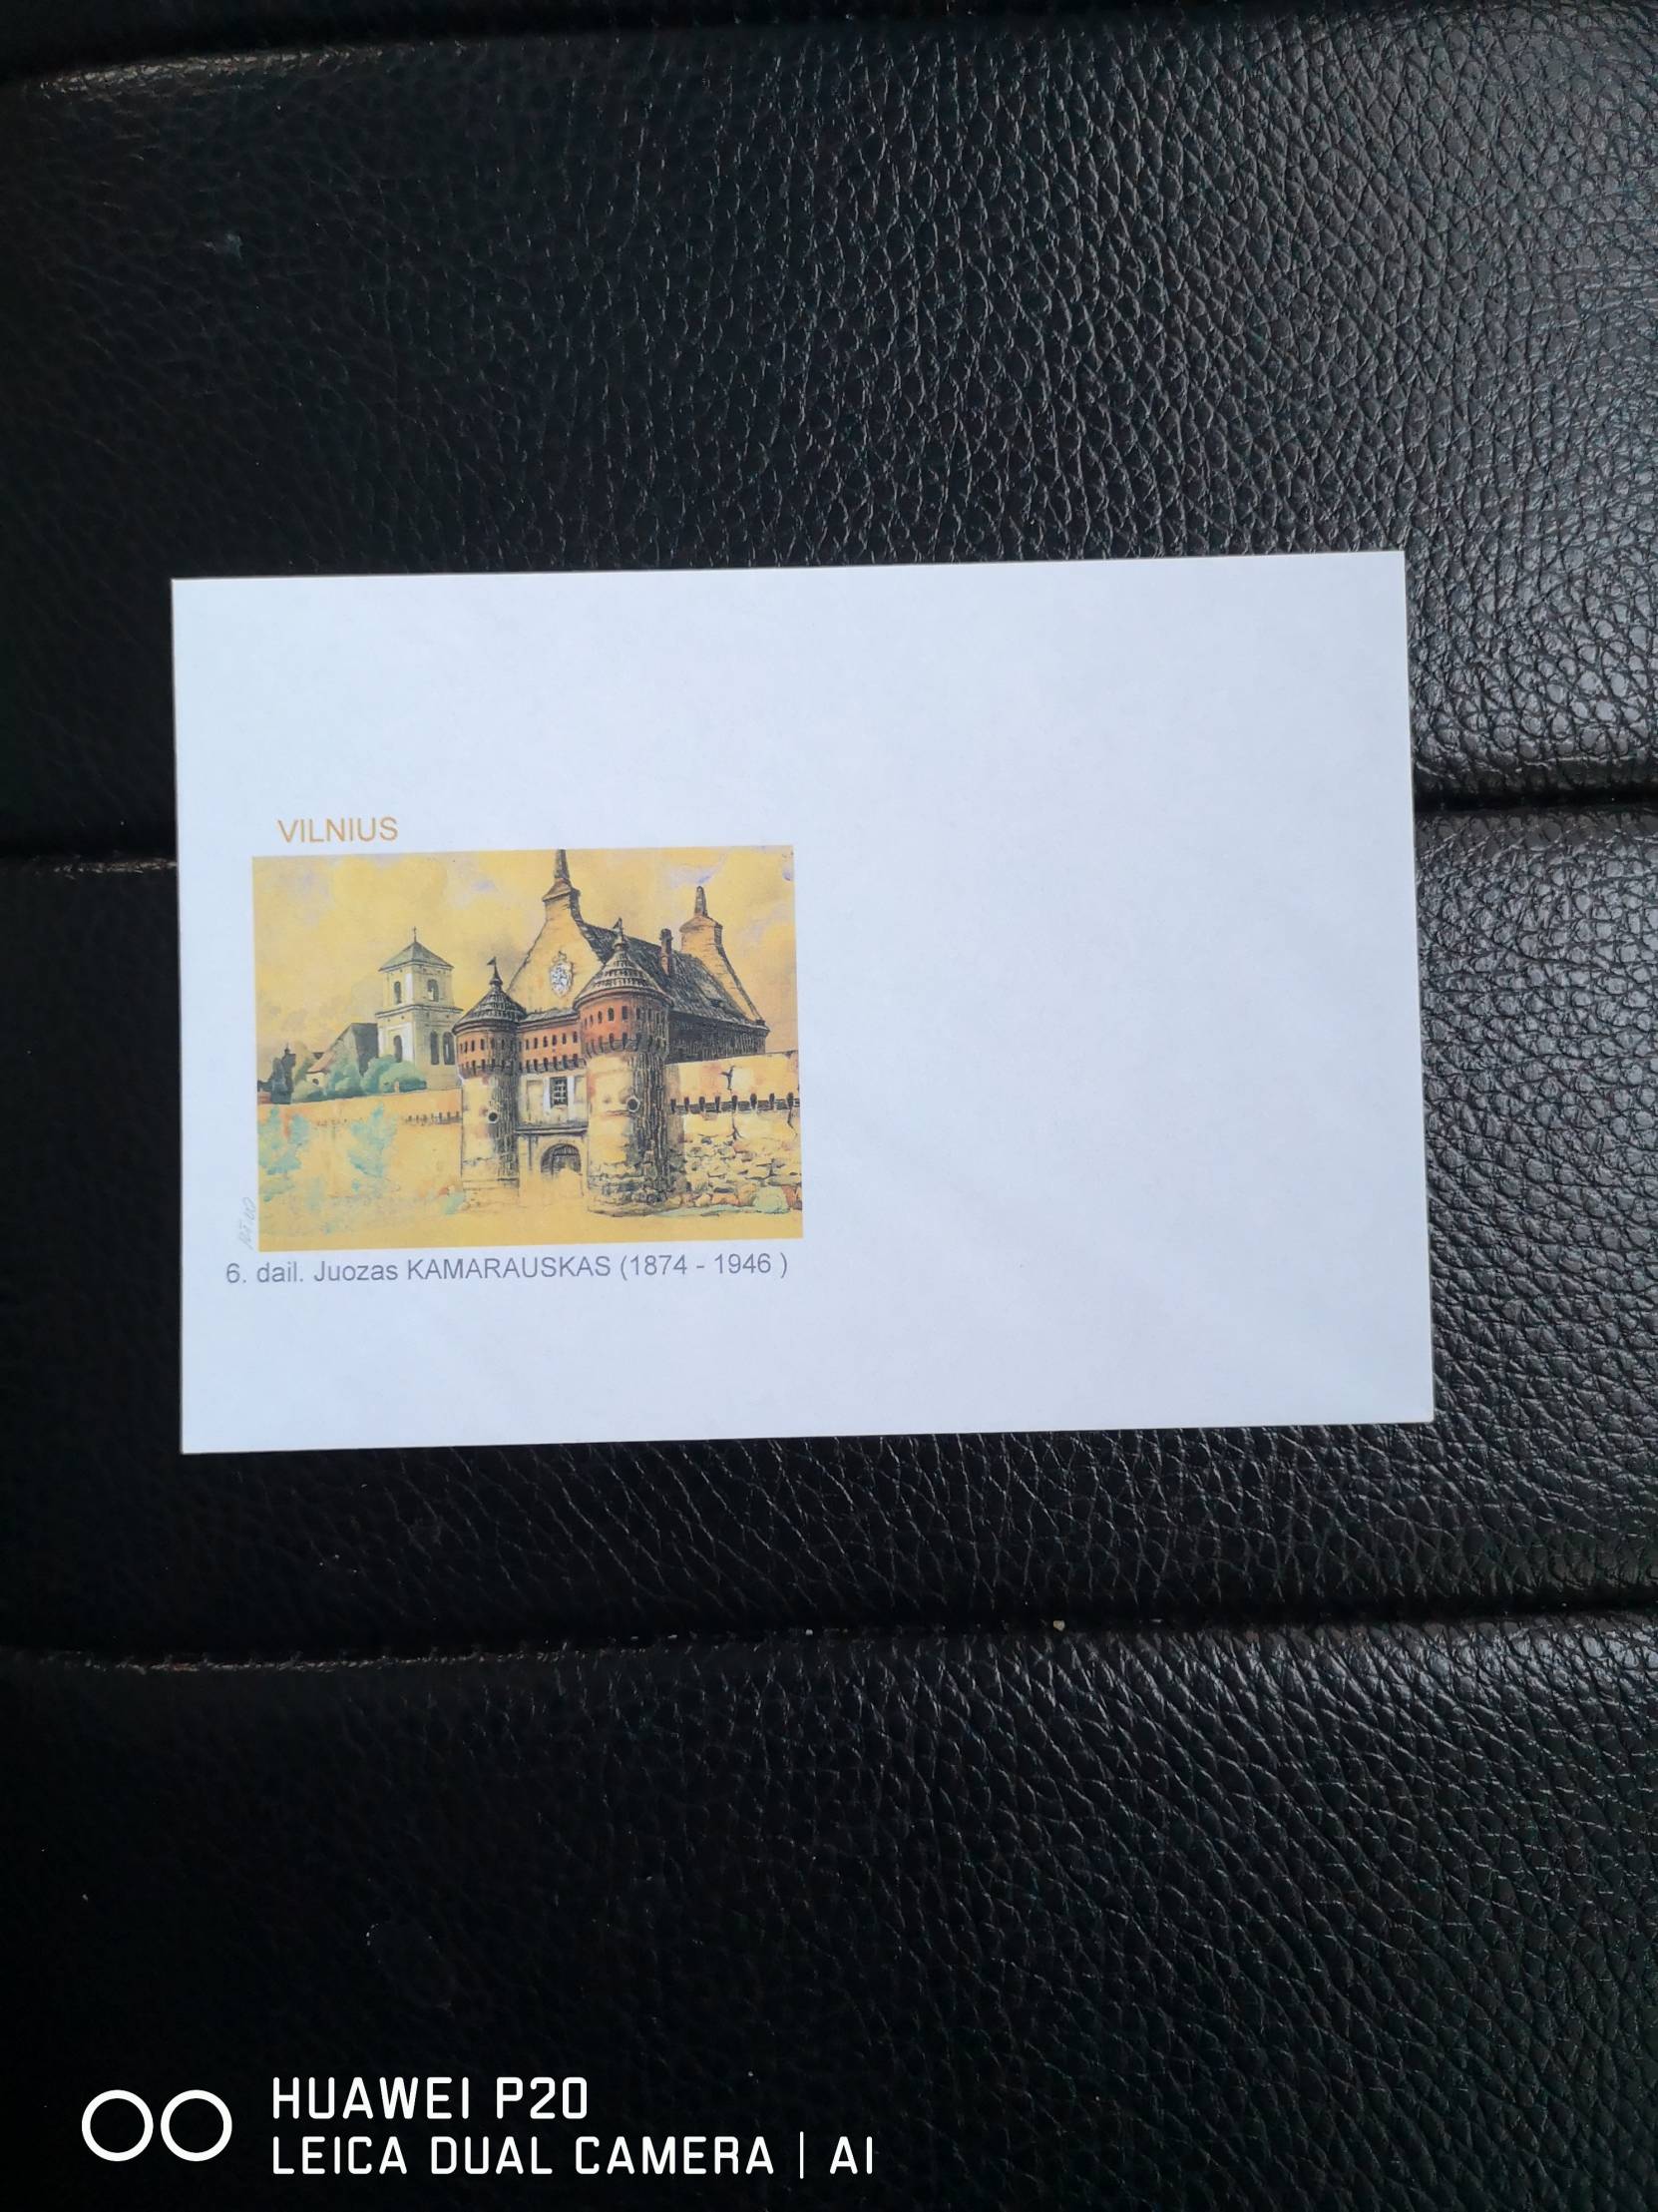 VILNIUS
6. dail. Juozas KAMARAUSKAS (1874 - 1946 )
HUAWEI P20
LEICA DUAL CAMERA | AI